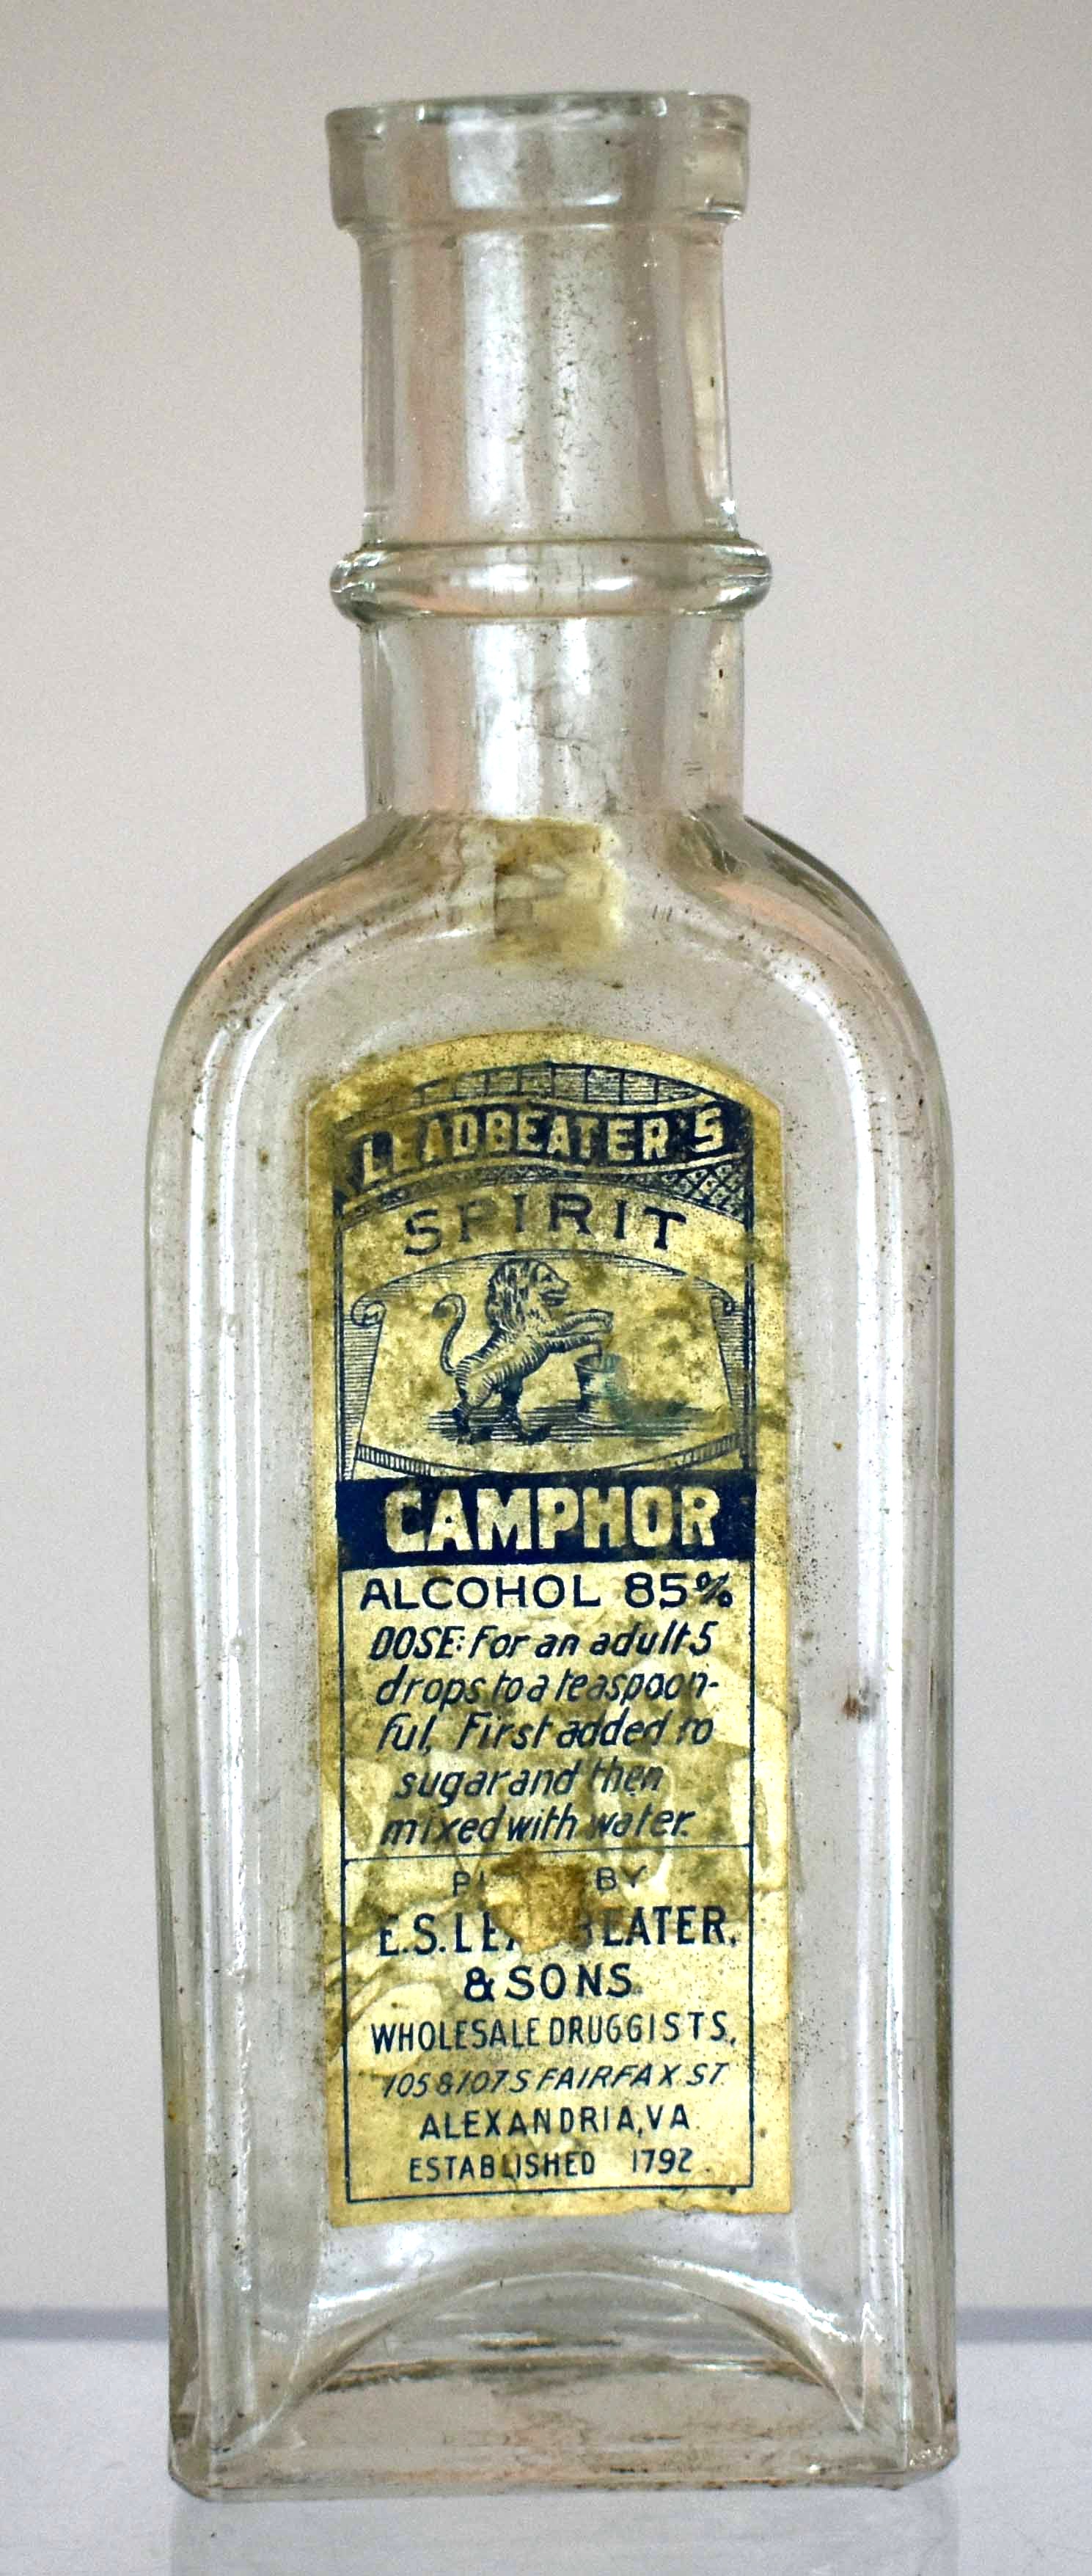 LEADBEATER'S
SPIRIT
CAMPHOR
ALCOHOL 85%
DOSE: For an adult 5
drops to a teaspoon-
ful, First added to
sugar and then
mixed with water.
BY
E.S. LEADBEATER,
& SONS
WHOLESALE DRUGGISTS,
105 & 107 S FAIRFAX ST
ALEXANDRIA, VA
ESTABLISHED 1792.